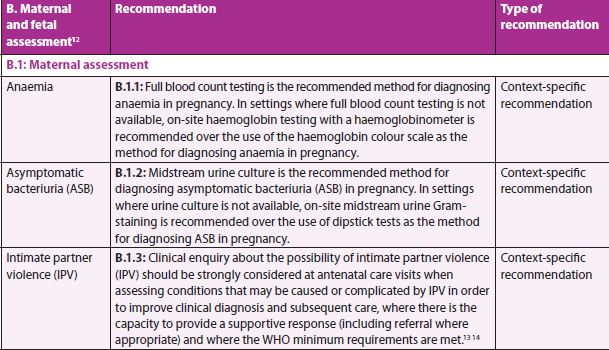 B. Maternal and fetal assessment¹²
Recommendation
Type of recommendation
B.1: Maternal assessment
Anaemia
B.1.1: Full blood count testing is the recommended method for diagnosing
anaemia in pregnancy. In settings where full blood count testing is not
available, on-site haemoglobin testing with a haemoglobinometer is
recommended over the use of the haemoglobin colour scale as the
method for diagnosing anaemia in pregnancy.
Context-specific
recommendation
Asymptomatic
bacteriuria (ASB)
B.1.2: Midstream urine culture is the recommended method for
diagnosing asymptomatic bacteriuria (ASB) in pregnancy. In settings
where urine culture is not available, on-site midstream urine Gram-
staining is recommended over the use of dipstick tests as the method
for diagnosing ASB in pregnancy.
Context-specific
recommendation
Intimate partner
violence (IPV)
B.1.3: Clinical enquiry about the possibility of intimate partner violence
(IPV) should be strongly considered at antenatal care visits when
assessing conditions that may be caused or complicated by IPV in order
to improve clinical diagnosis and subsequent care, where there is the
capacity to provide a supportive response (including referral where
appropriate) and where the WHO minimum requirements are met.¹³ ¹⁴
Context-specific
recommendation